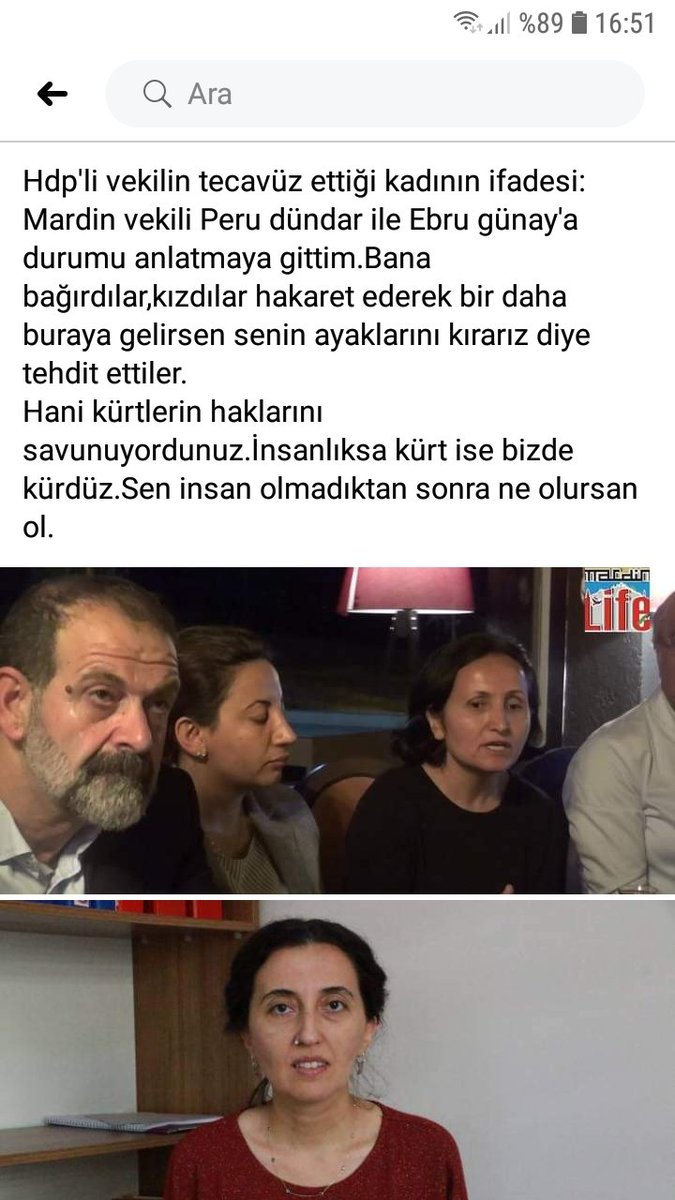 %89 16:51
Ara
Hdp'li vekilin tecavüz ettiği kadının ifadesi:
Mardin vekili Peru dündar ile Ebru günay'a
durumu anlatmaya gittim.Bana
bağırdılar,kızdılar hakaret ederek bir daha
buraya gelirsen senin ayaklarını kırarız diye
tehdit ettiler.
Hani kürtlerin haklarını
savunuyordunuz.İnsanlıksa kürt ise bizde
kürdüz.Sen insan olmadıktan sonra ne olursan
ol.
Mardin
Life